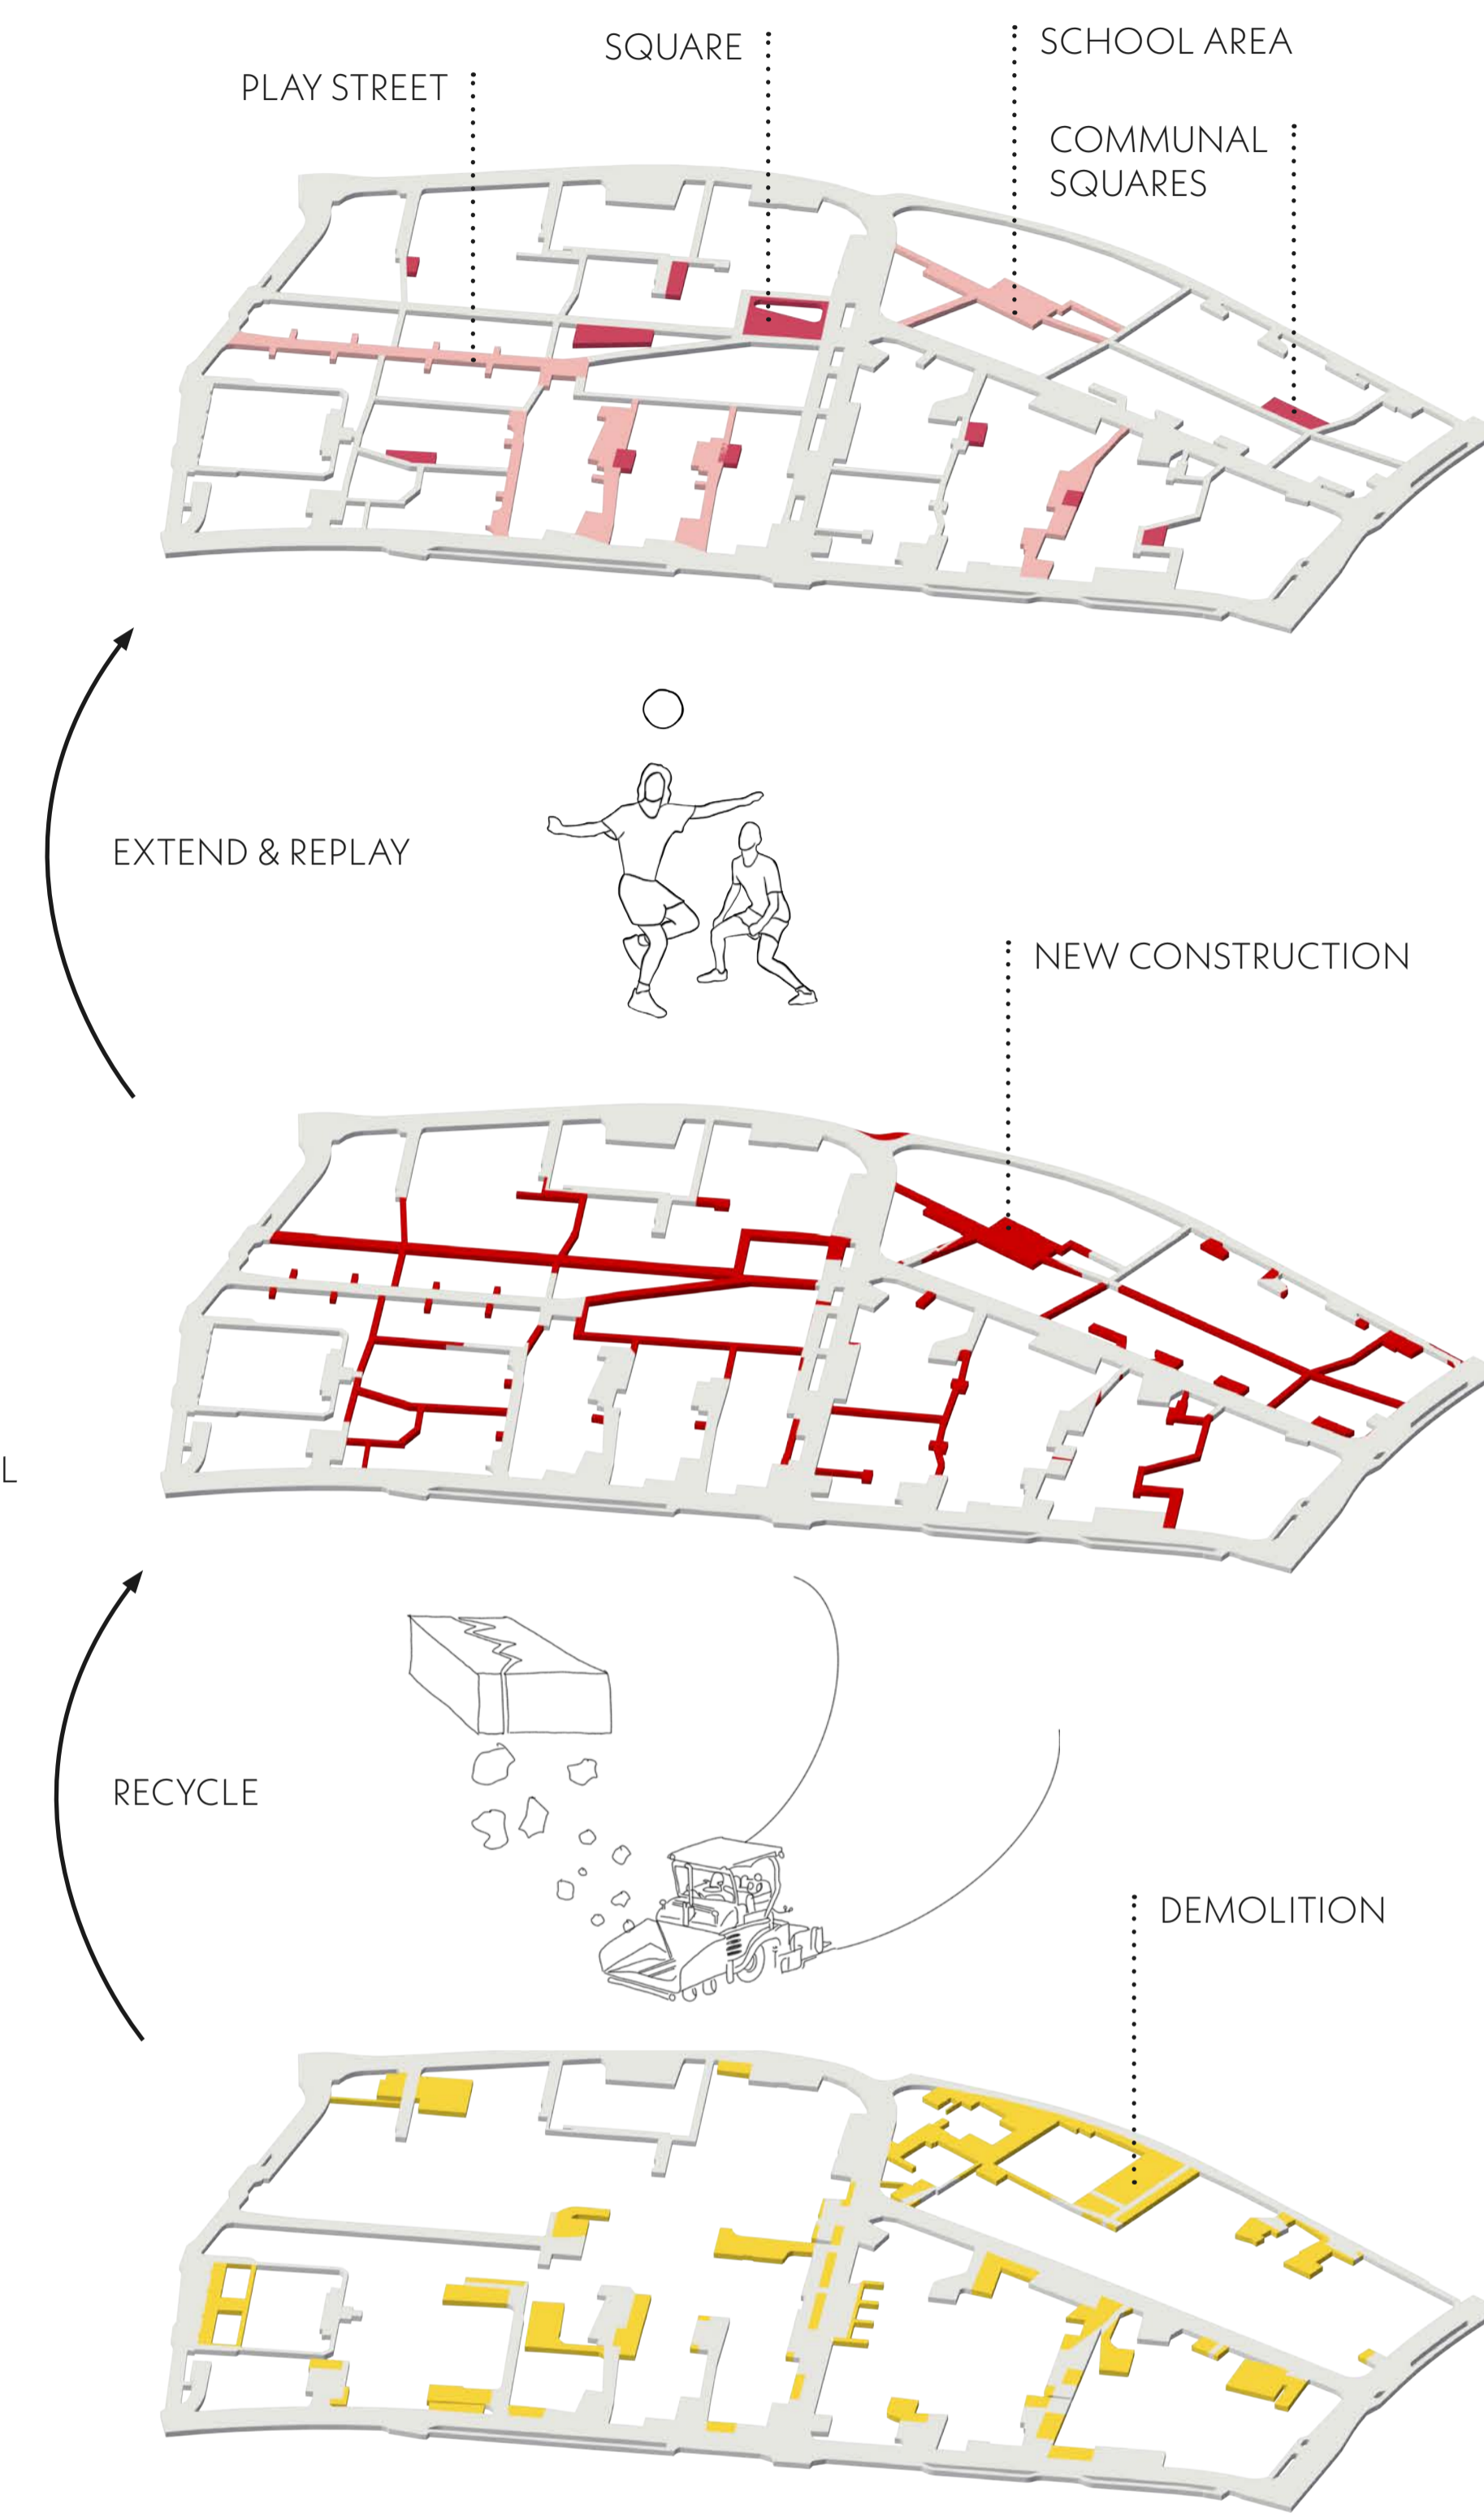 SQUARE
SCHOOL AREA
PLAY STREET
COMMUNAL
SQUARES
EXTEND & REPLAY
NEW CONSTRUCTION
L
RECYCLE
DEMOLITION